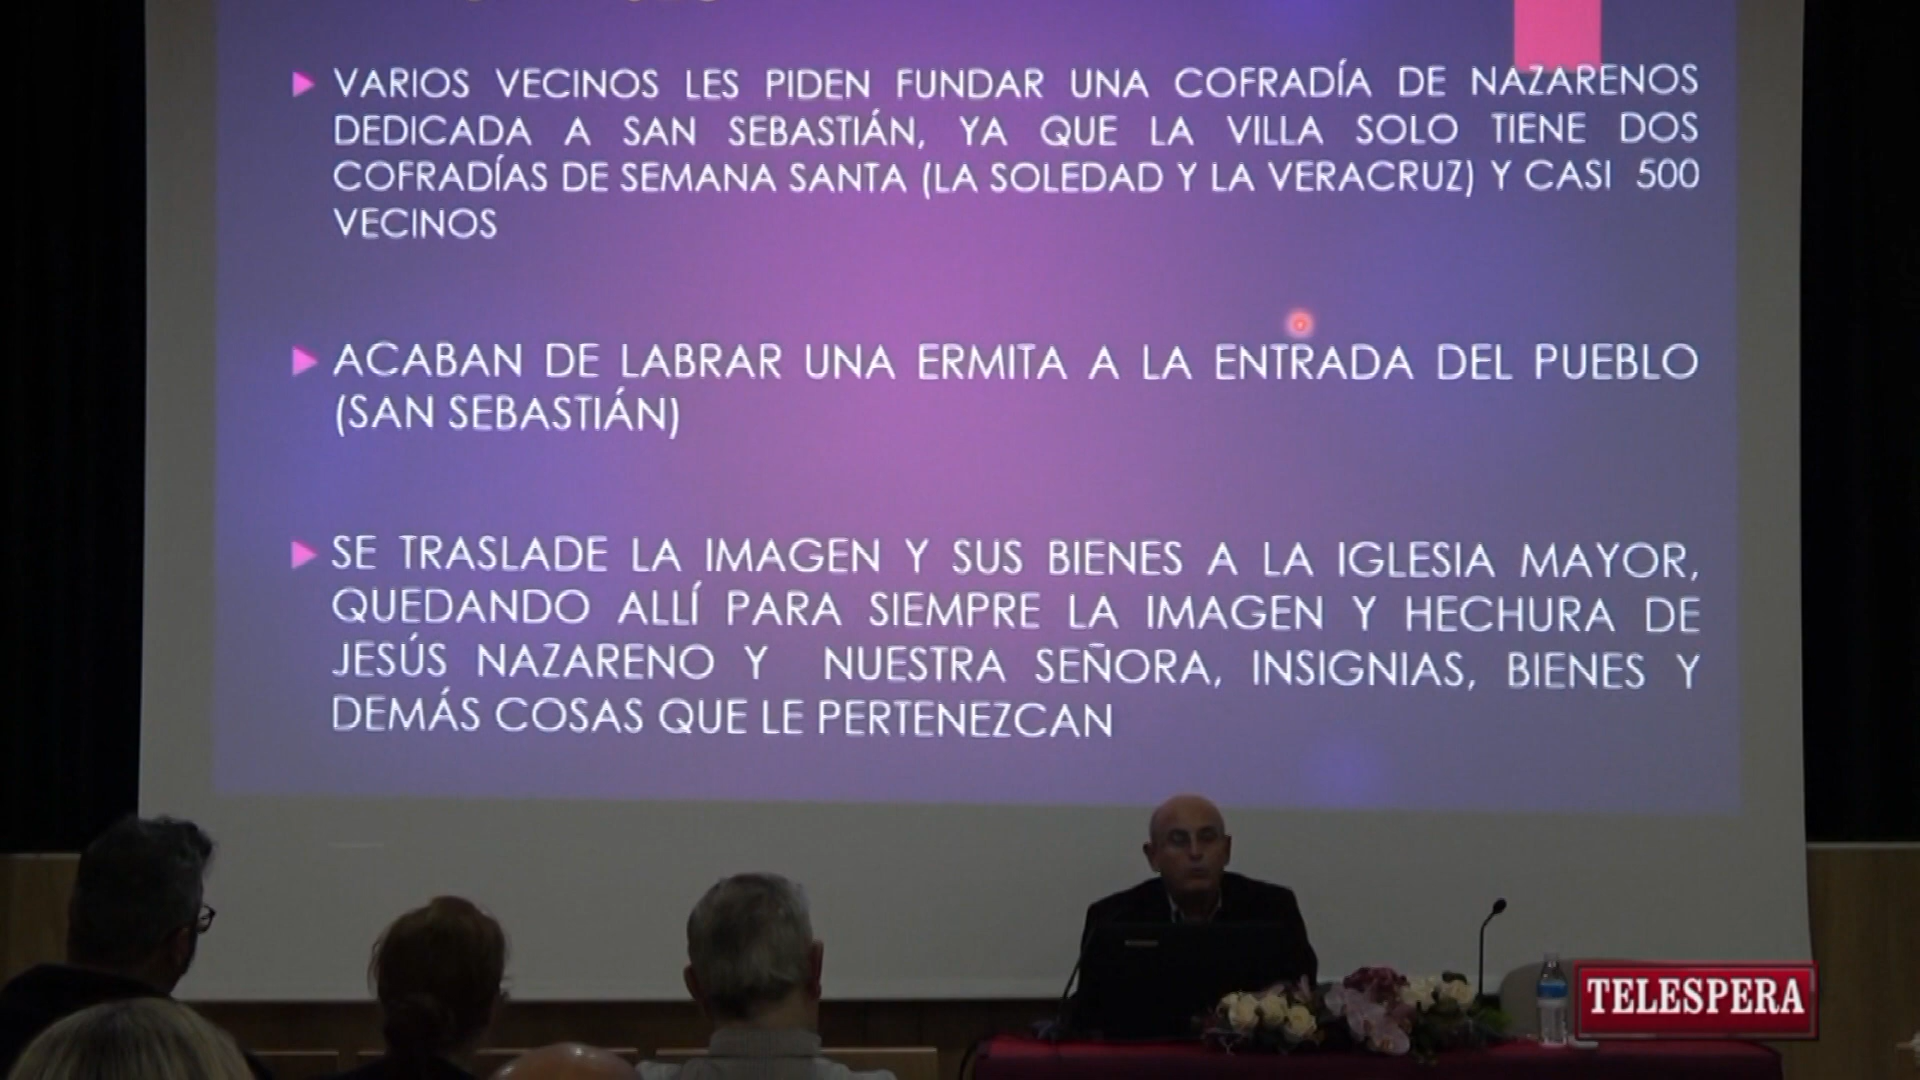 VARIOS VECINOS LES PIDEN FUNDAR UNA COFRADÍA DE NAZARENOS
DEDICADA A SAN SEBASTIÁN, YA QUE LA VILLA SOLO TIENE DOS
COFRADÍAS DE SEMANA SANTA (LA SOLEDAD Y LA VERACRUZ) Y CASI 500
VECINOS
ACABAN DE LABRAR UNA ERMITA A LA ENTRADA DEL PUEBLO
(SAN SEBASTIÁN)
SE TRASLADE LA IMAGEN Y SUS BIENES A LA IGLESIA MAYOR,
QUEDANDO ALLÍ PARA SIEMPRE LA IMAGEN Y HECHURA DE
JESÚS NAZARENO Y NUESTRA SEÑORA, INSIGNIAS, BIENES Y
DEMÁS COSAS QUE LE PERTENEZCAN
TELESPERA